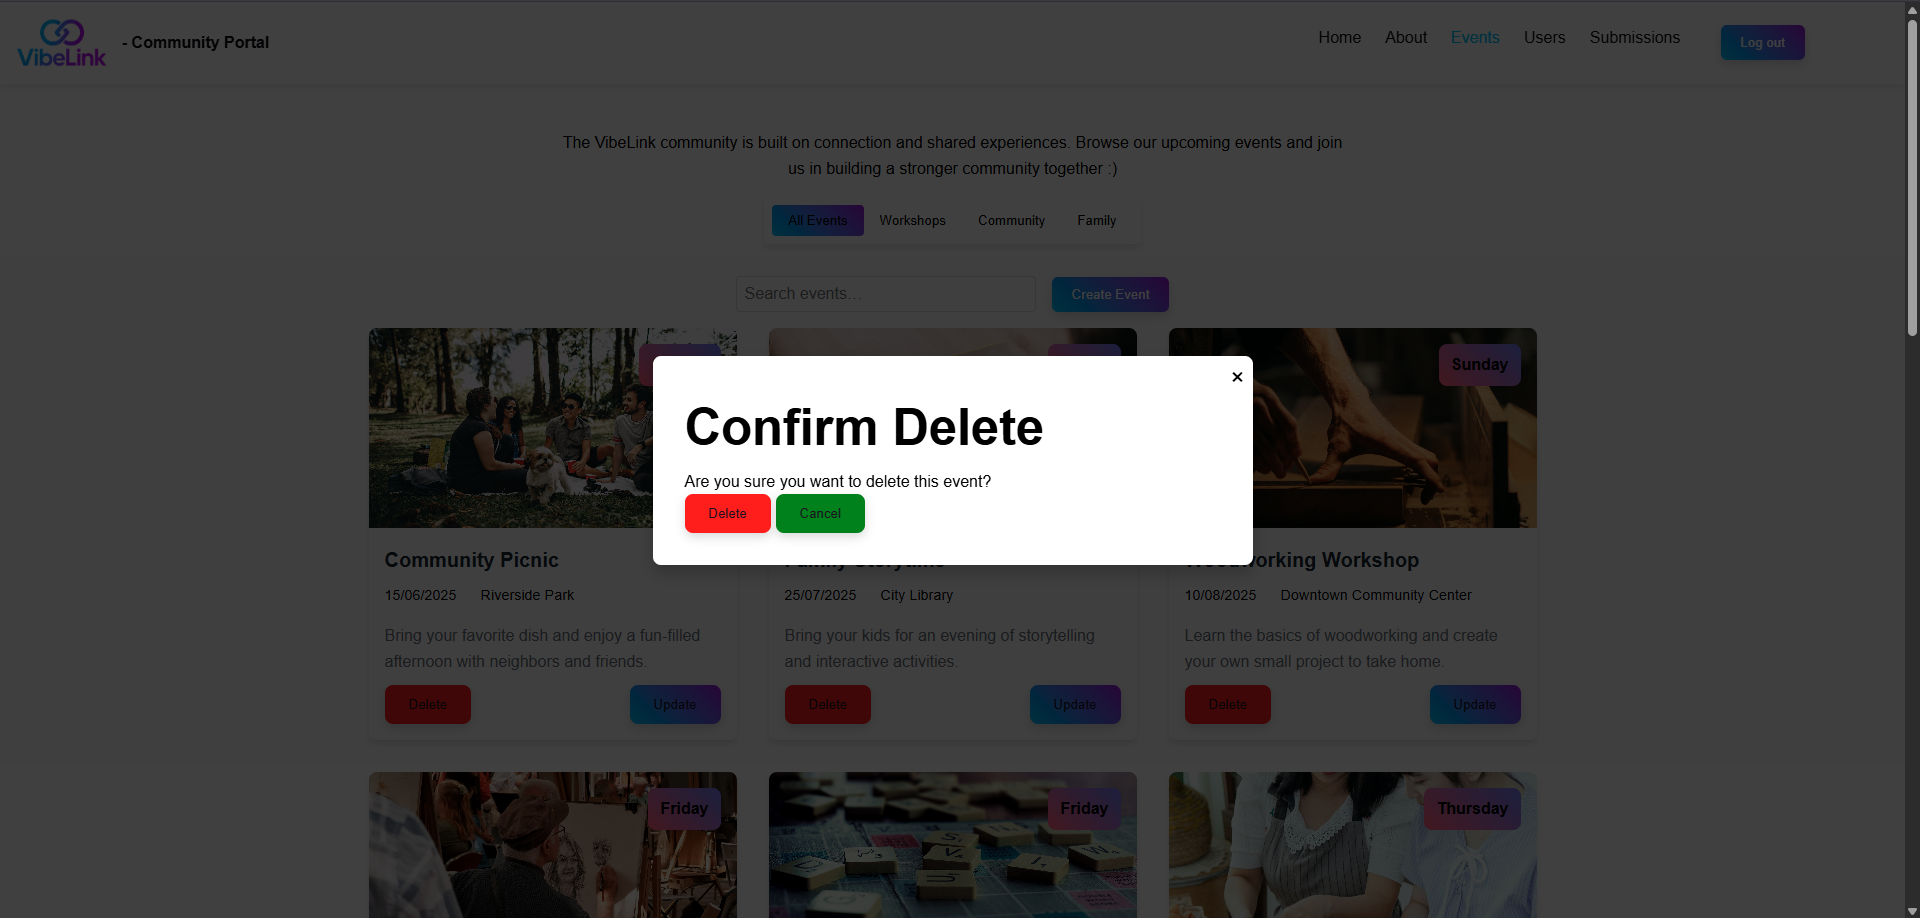 VibeLink
- Community Portal
Home
About
Events
Users
Submissions
Log out
The VibeLink community is built on connection and shared experiences. Browse our upcoming events and join
us in building a stronger community together :)
All Events
Workshops
Community
Family
Search events...
Create Event
Sunday
×
Confirm Delete
Are you sure you want to delete this event?
Delete
Cancel
Community Picnic
Family Storytime
Woodworking Workshop
15/06/2025
Riverside Park
25/07/2025
City Library
10/08/2025
Downtown Community Center
Bring your favorite dish and enjoy a fun-filled
afternoon with neighbors and friends.
Bring your kids for an evening of storytelling
and interactive activities.
Learn the basics of woodworking and create
your own small project to take home.
Delete
Update
Delete
Update
Delete
Update
Friday
Friday
Thursday